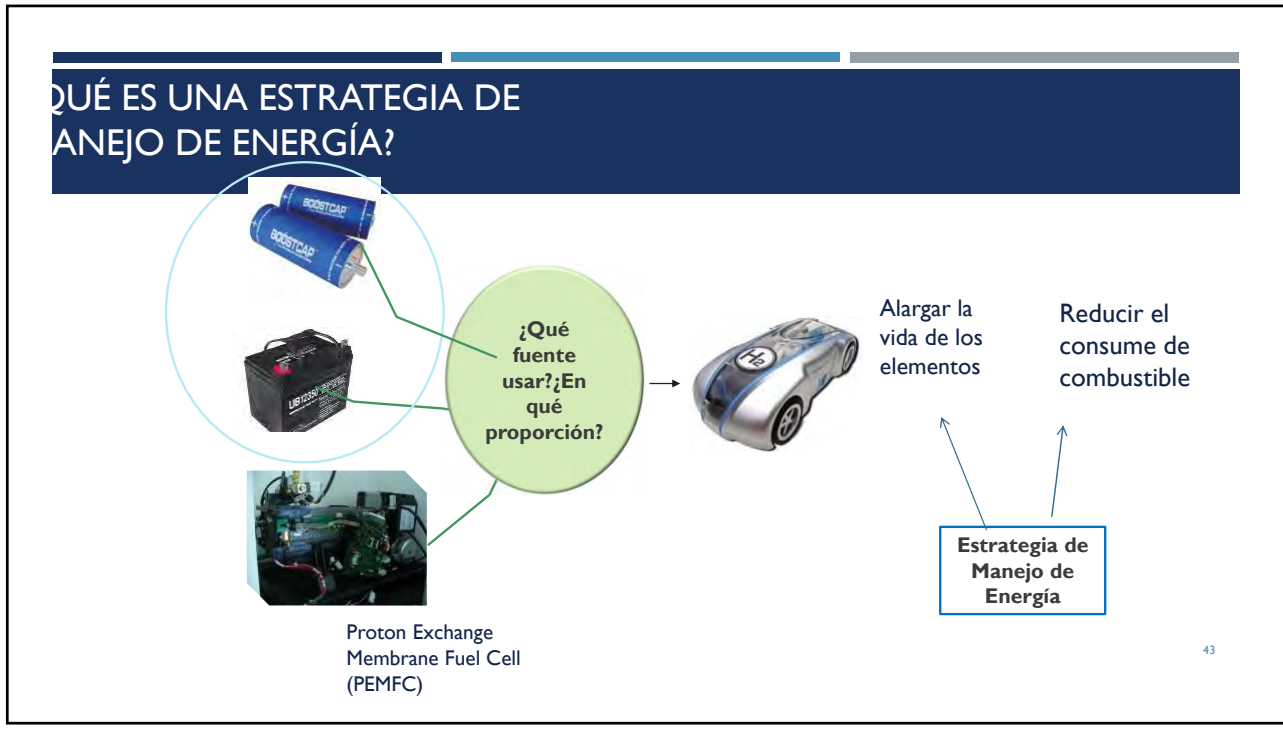 QUÉ ES UNA ESTRATEGIA DE
ANEJO DE ENERGÍA?
BOOSTCAP
BOOSTCAP
UB12350
¿Qué
fuente
usar?¿En
qué
proporción?
H2
Alargar la
vida de los
elementos
Reducir el
consume de
combustible
Estrategia de
Manejo de
Energía
Proton Exchange
Membrane Fuel Cell
(PEMFC)
43